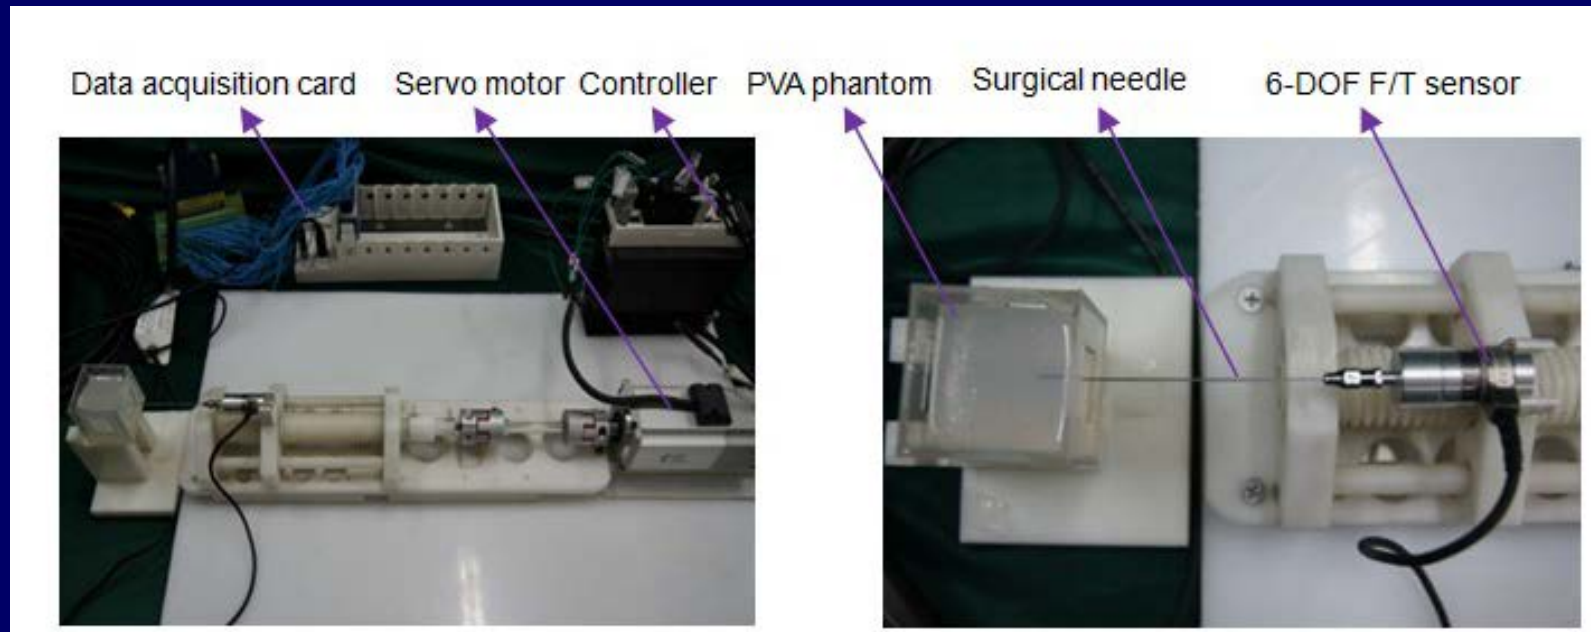 Data acquisition card Servo motor Controller PVA phantom Surgical needle 6-DOF F/T sensor